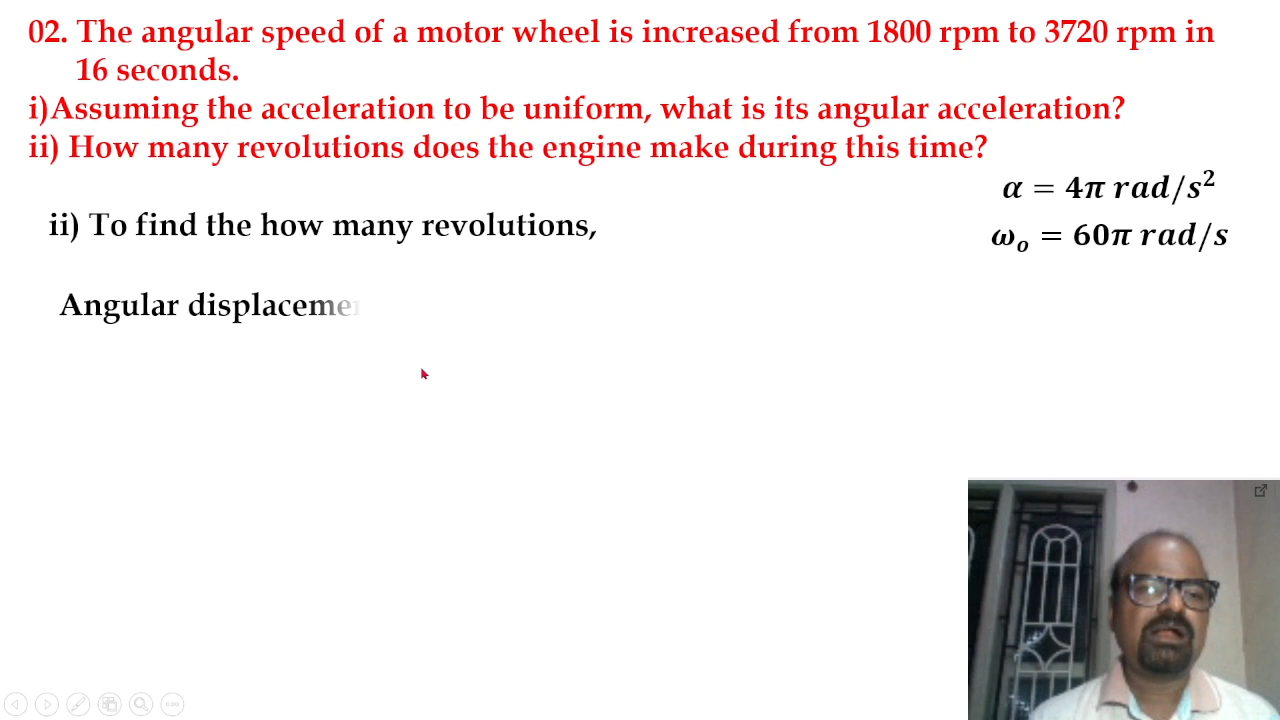 02. The angular speed of a motor wheel is increased from 1800 rpm to 3720 rpm in
16 seconds.
i)Assuming the acceleration to be uniform, what is its angular acceleration?
ii) How many revolutions does the engine make during this time?
α = 4π rad/s²
ii) To find the how many revolutions,
ωₒ = 60π rad/s
Angular displacemen